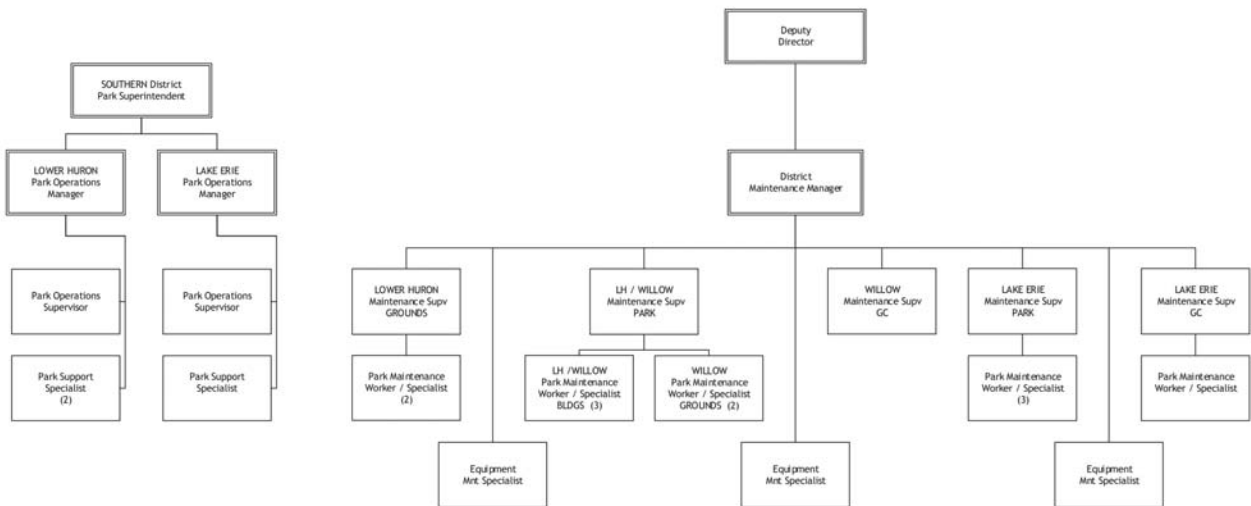 Deputy
Director
SOUTHERN District
Park Superintendent
LOWER HURON
Park Operations
Manager
LAKE ERIE
Park Operations
Manager
District
Maintenance Manager
Park Operations
Supervisor
Park Operations
Supervisor
LOWER HURON
Maintenance Supv
GROUNDS
LH / WILLOW
Maintenance Supv
PARK
WILLOW
Maintenance Supv
GC
LAKE ERIE
Maintenance Supv
PARK
LAKE ERIE
Maintenance Supv
GC
Park Support
Specialist
(2)
Park Support
Specialist
Park Maintenance
Worker / Specialist
(2)
LH /WILLOW
Park Maintenance
Worker / Specialist
BLDGS (3)
WILLOW
Park Maintenance
Worker / Specialist
GROUNDS (2)
Park Maintenance
Worker / Specialist
(3)
Park Maintenance
Worker / Specialist
Equipment
Mnt Specialist
Equipment
Mnt Specialist
Equipment
Mnt Specialist